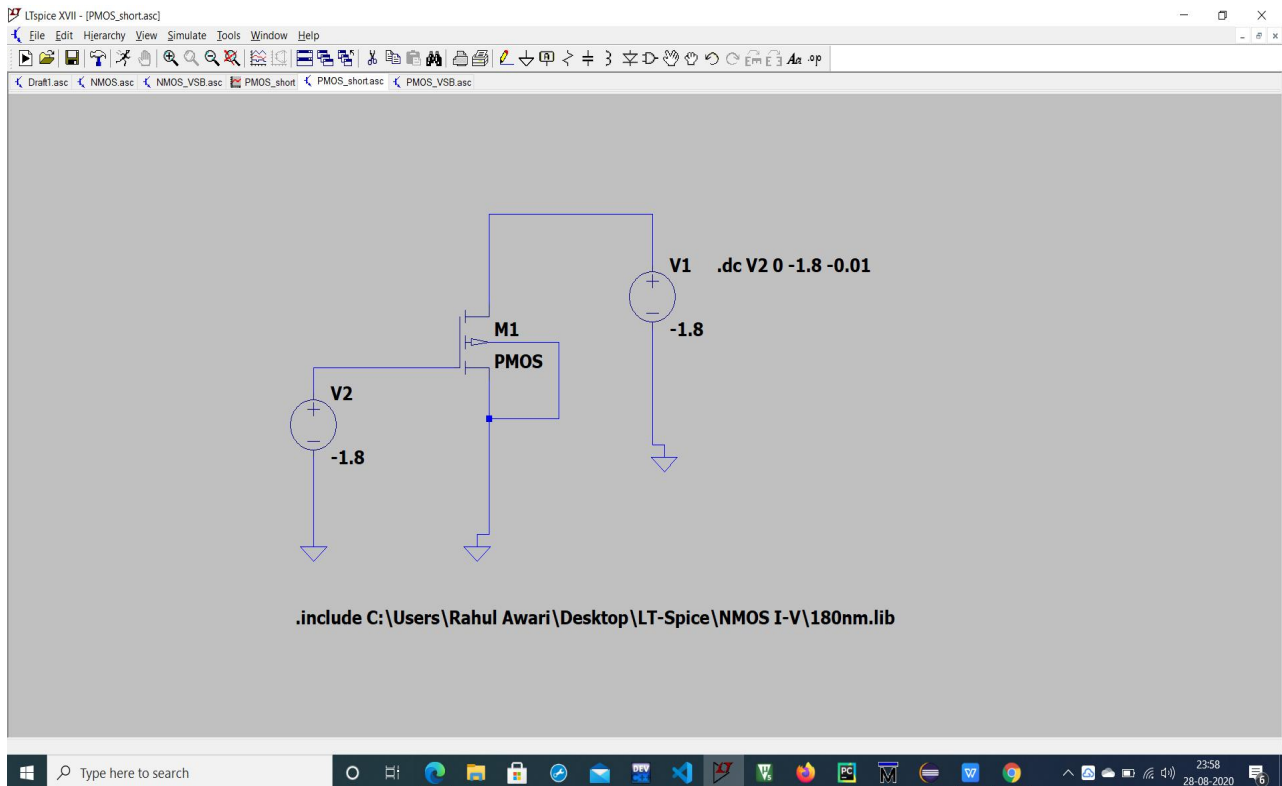 LTspice XVII - [PMOS_short.asc]
File Edit Hierarchy View Simulate Tools Window Help
Draft1.asc NMOS.asc NMOS_VSB.asc PMOS_short PMOS_short.asc PMOS_VSB.asc
V1 .dc V2 0 -1.8 -0.01
-1.8
M1
PMOS
V2
-1.8
.include C:\Users\Rahul Awari\Desktop\LT-Spice\NMOS I-V\180nm.lib
Type here to search
23:58
28-08-2020